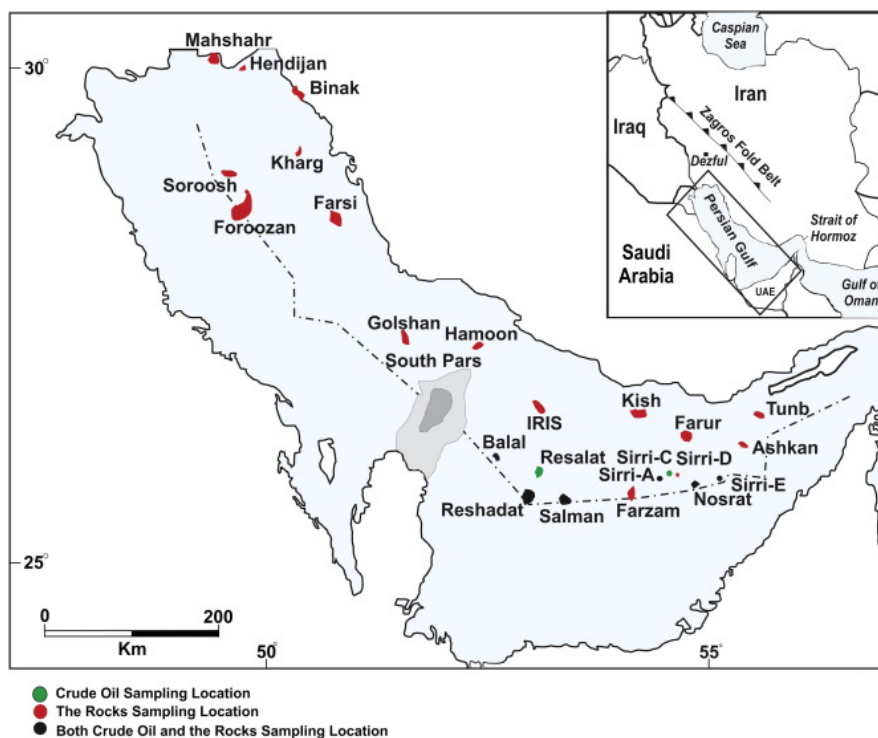 Mahshahr
30°
Hendijan
Binak
Kharg
Soroosh
Foroozan
Farsi
Golshan
Hamoon
South Pars
IRIS
Kish
Tunb
Farur
Ashkan
Balal
Resalat
Sirri-C
Sirri-D
Sirri-A
Sirri-E
Nosrat
Reshadat
Salman
Farzam
25°
0
200
Km
50°
55°
Caspian
Sea
Iran
Iraq
Zagros Fold Belt
Dezful
Persian Gulf
Strait of
Hormoz
Saudi
Arabia
UAE
Gulf of
Oman
Crude Oil Sampling Location
The Rocks Sampling Location
Both Crude Oil and the Rocks Sampling Location